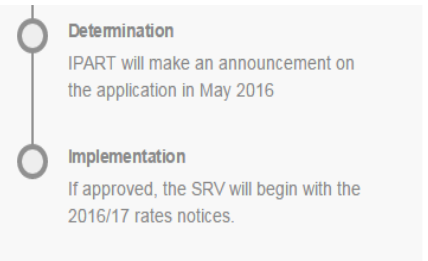 Determination
IPART will make an announcement on
the application in May 2016
Implementation
If approved, the SRV will begin with the
2016/17 rates notices.